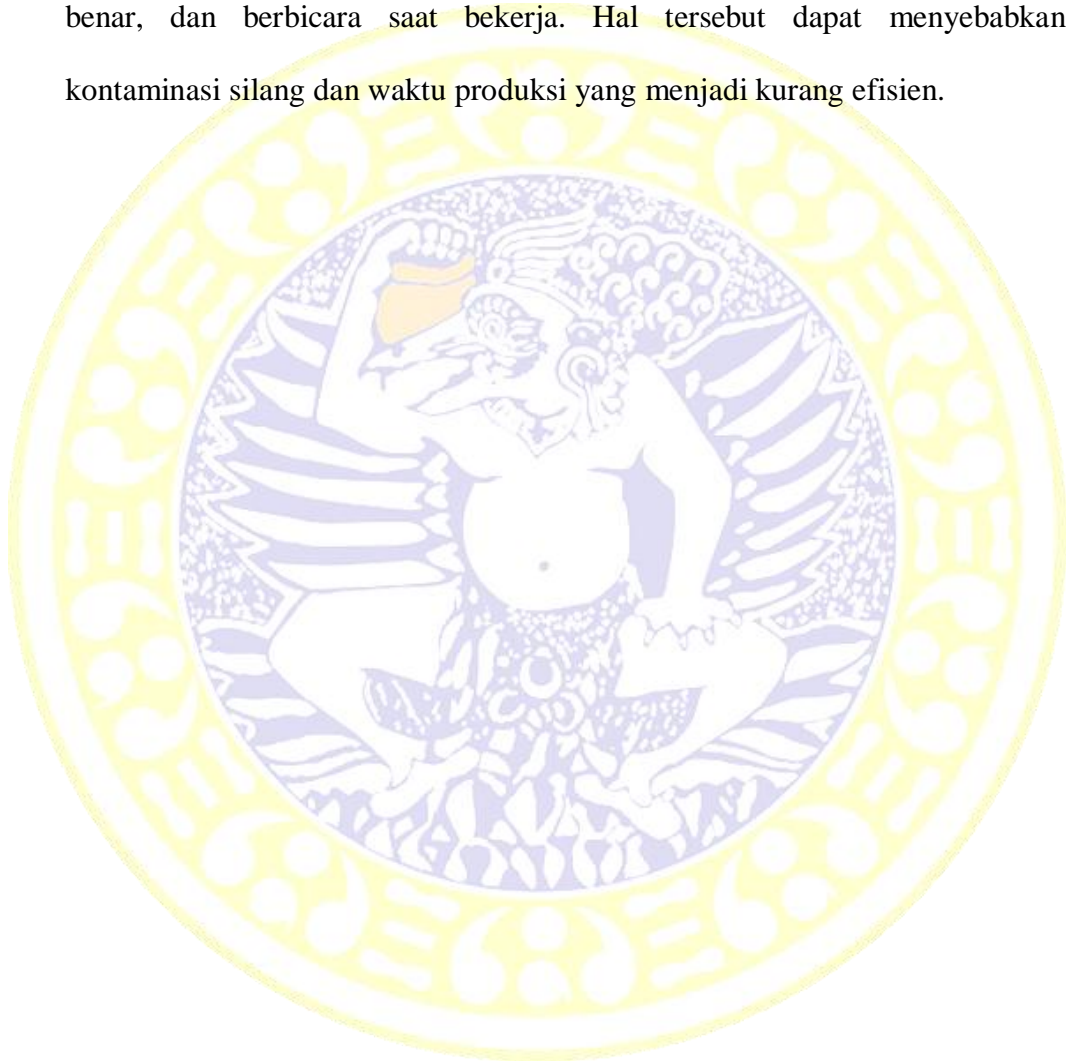 benar, dan berbicara saat bekerja. Hal tersebut dapat menyebabkan
kontaminasi silang dan waktu produksi yang menjadi kurang efisien.